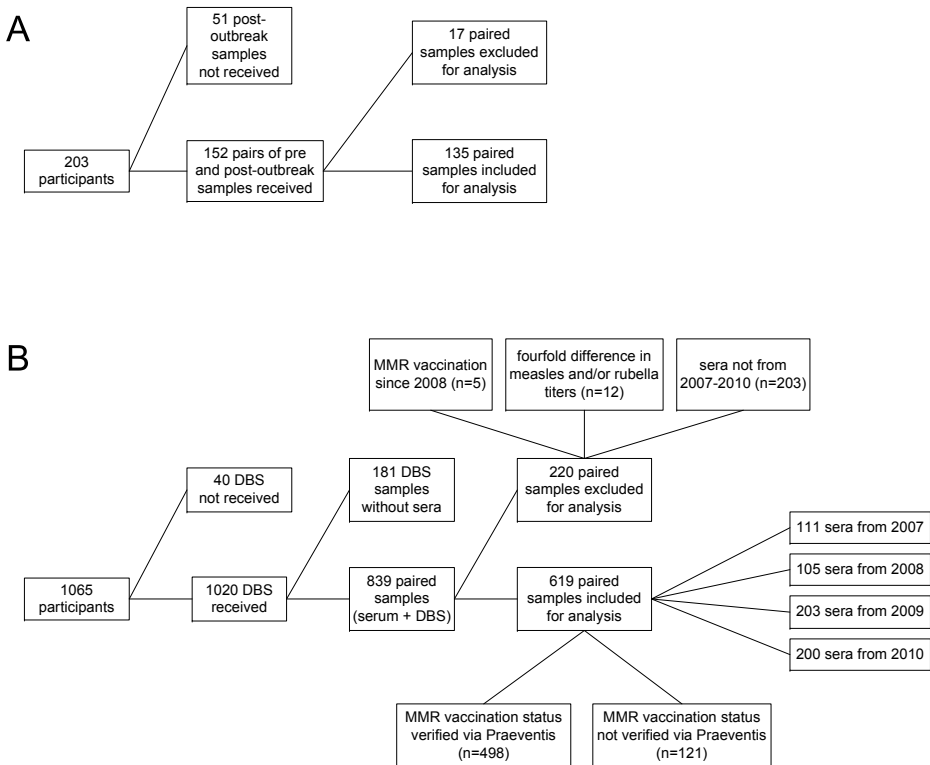 A
51 post-
outbreak
samples
not received
17 paired
samples excluded
for analysis
203
participants
152 pairs of pre
and post-outbreak
samples received
135 paired
samples included
for analysis
B
MMR vaccination
since 2008 (n=5)
fourfold difference in
measles and/or rubella
titers (n=12)
sera not from
2007-2010 (n=203)
40 DBS
not received
181 DBS
samples
without sera
220 paired
samples excluded
for analysis
1065
participants
1020 DBS
received
839 paired
samples
(serum + DBS)
619 paired
samples included
for analysis
111 sera from 2007
105 sera from 2008
203 sera from 2009
200 sera from 2010
MMR vaccination status
verified via Praeventis
(n=498)
MMR vaccination status
not verified via Praeventis
(n=121)